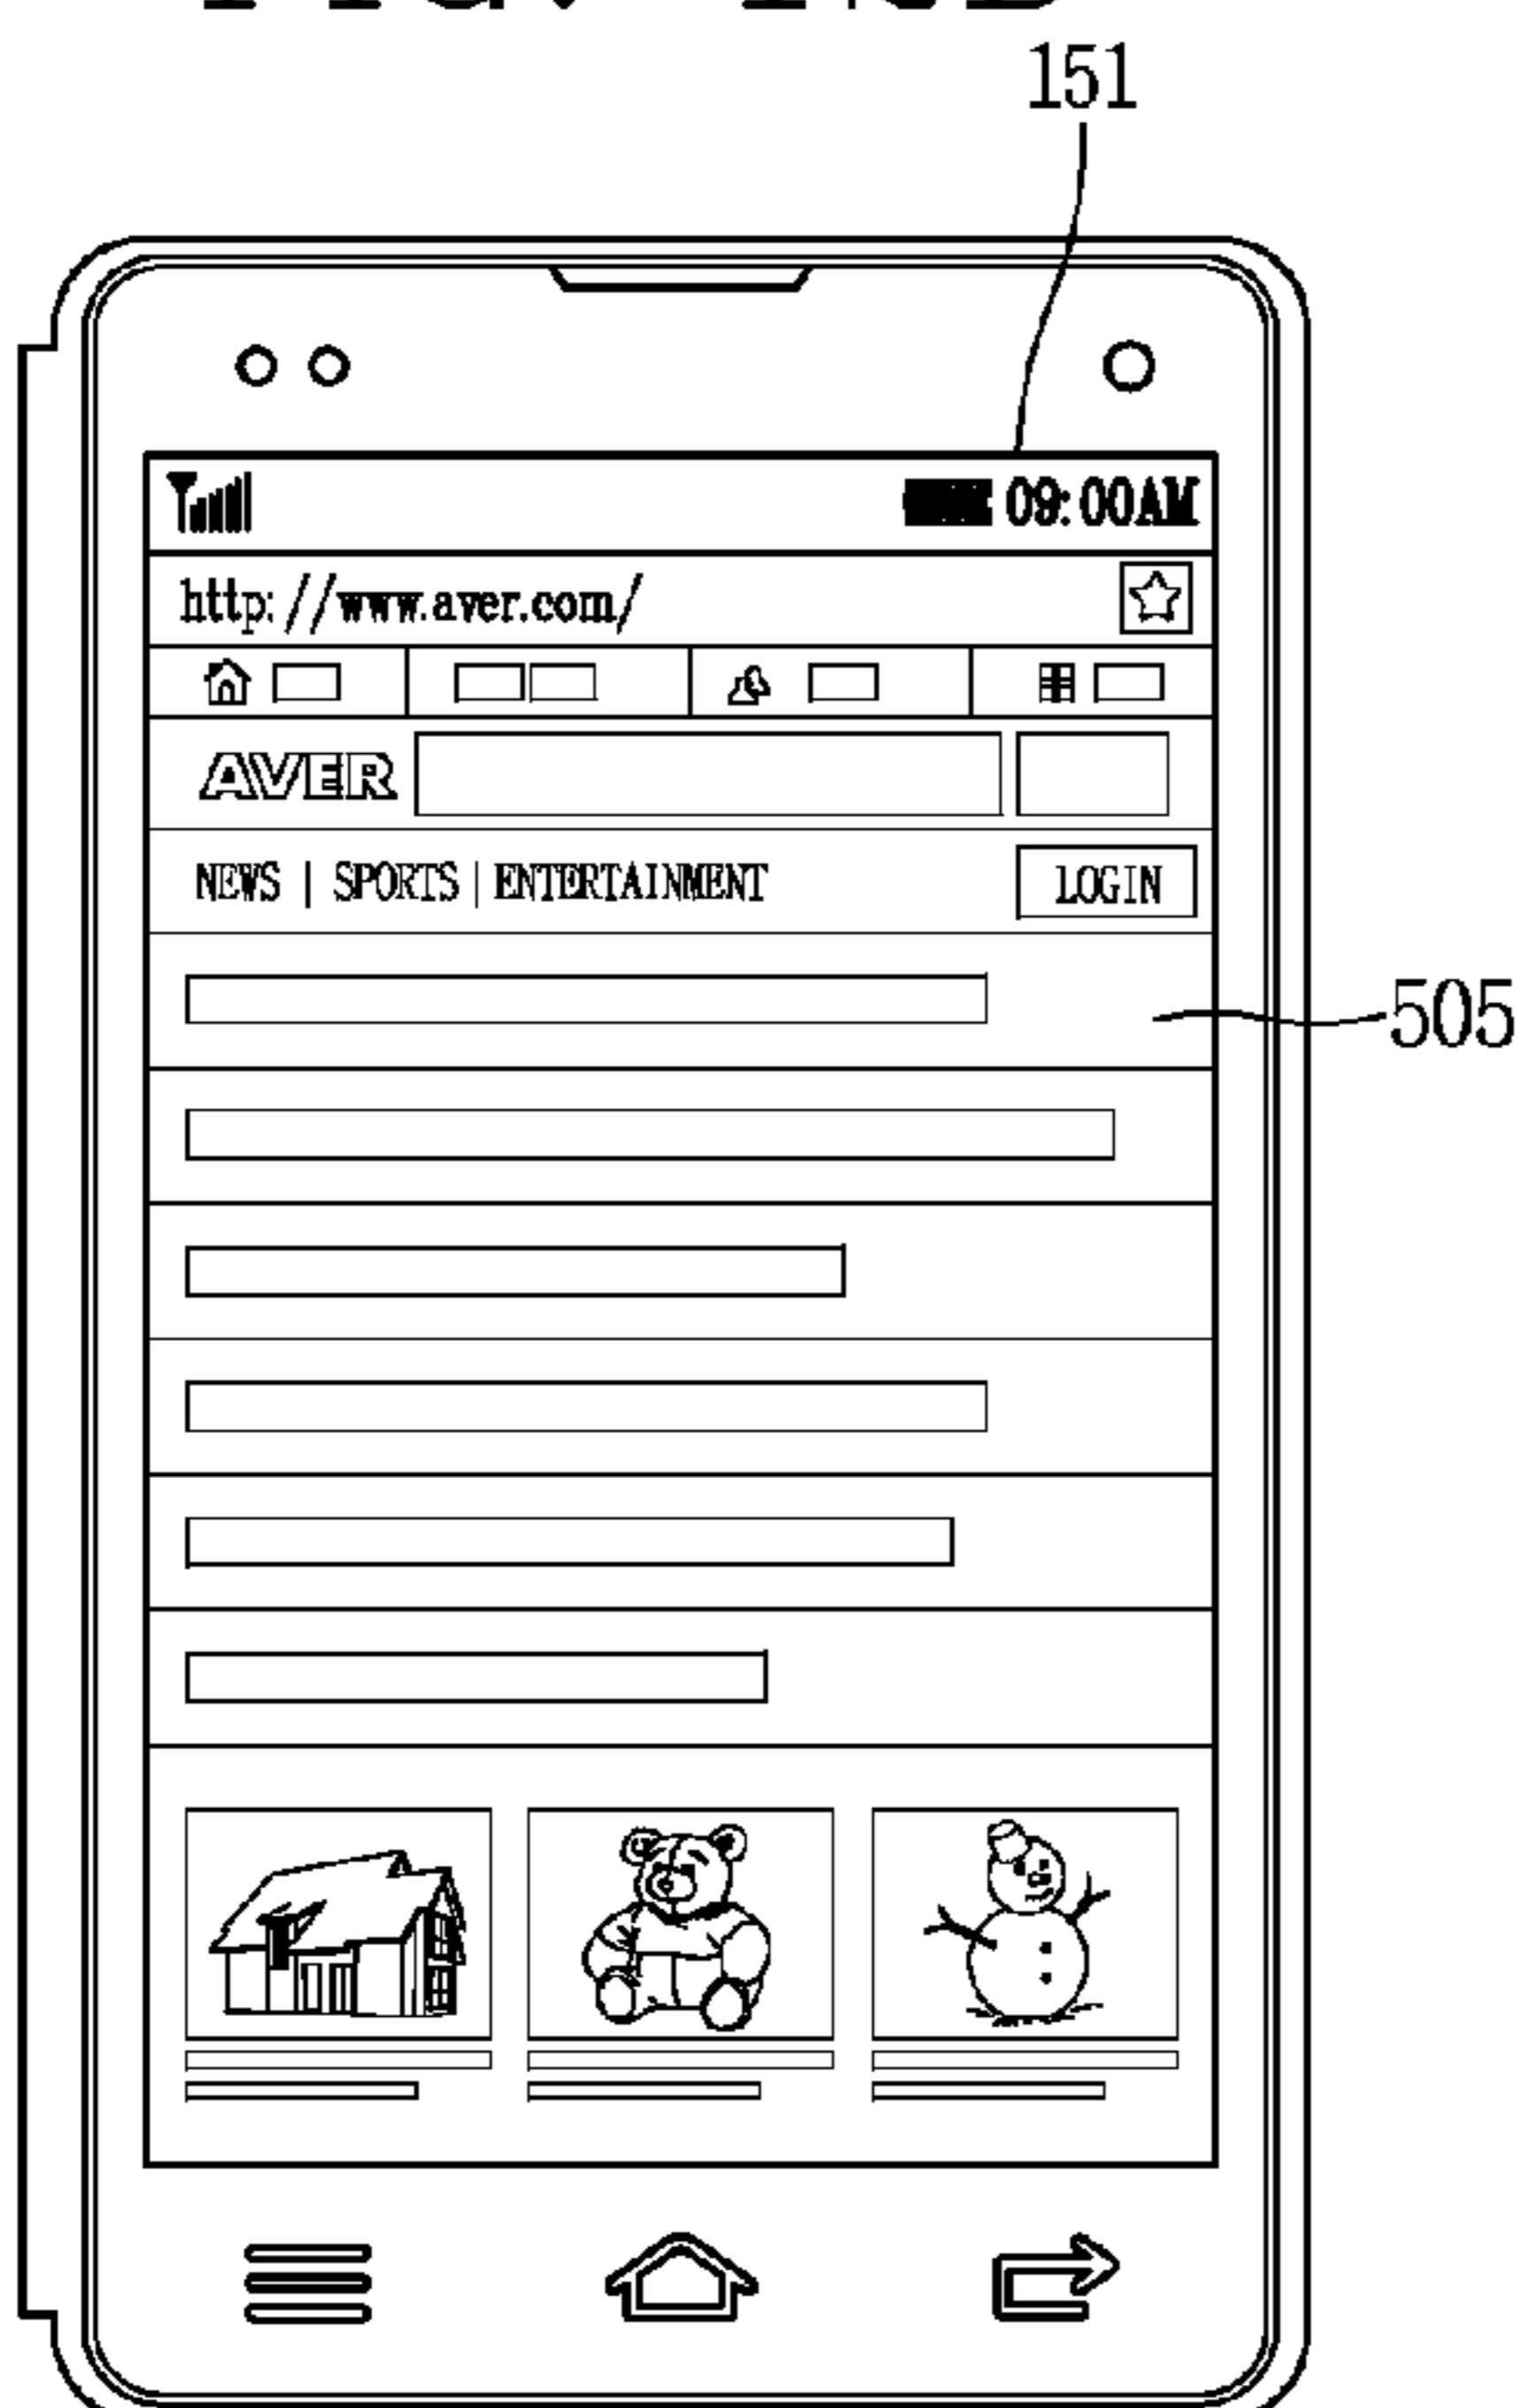 151
09:00AM
http://www.aver.com/
AVER
NEWS | SPORTS | ENTERTAINMENT
LOGIN
505